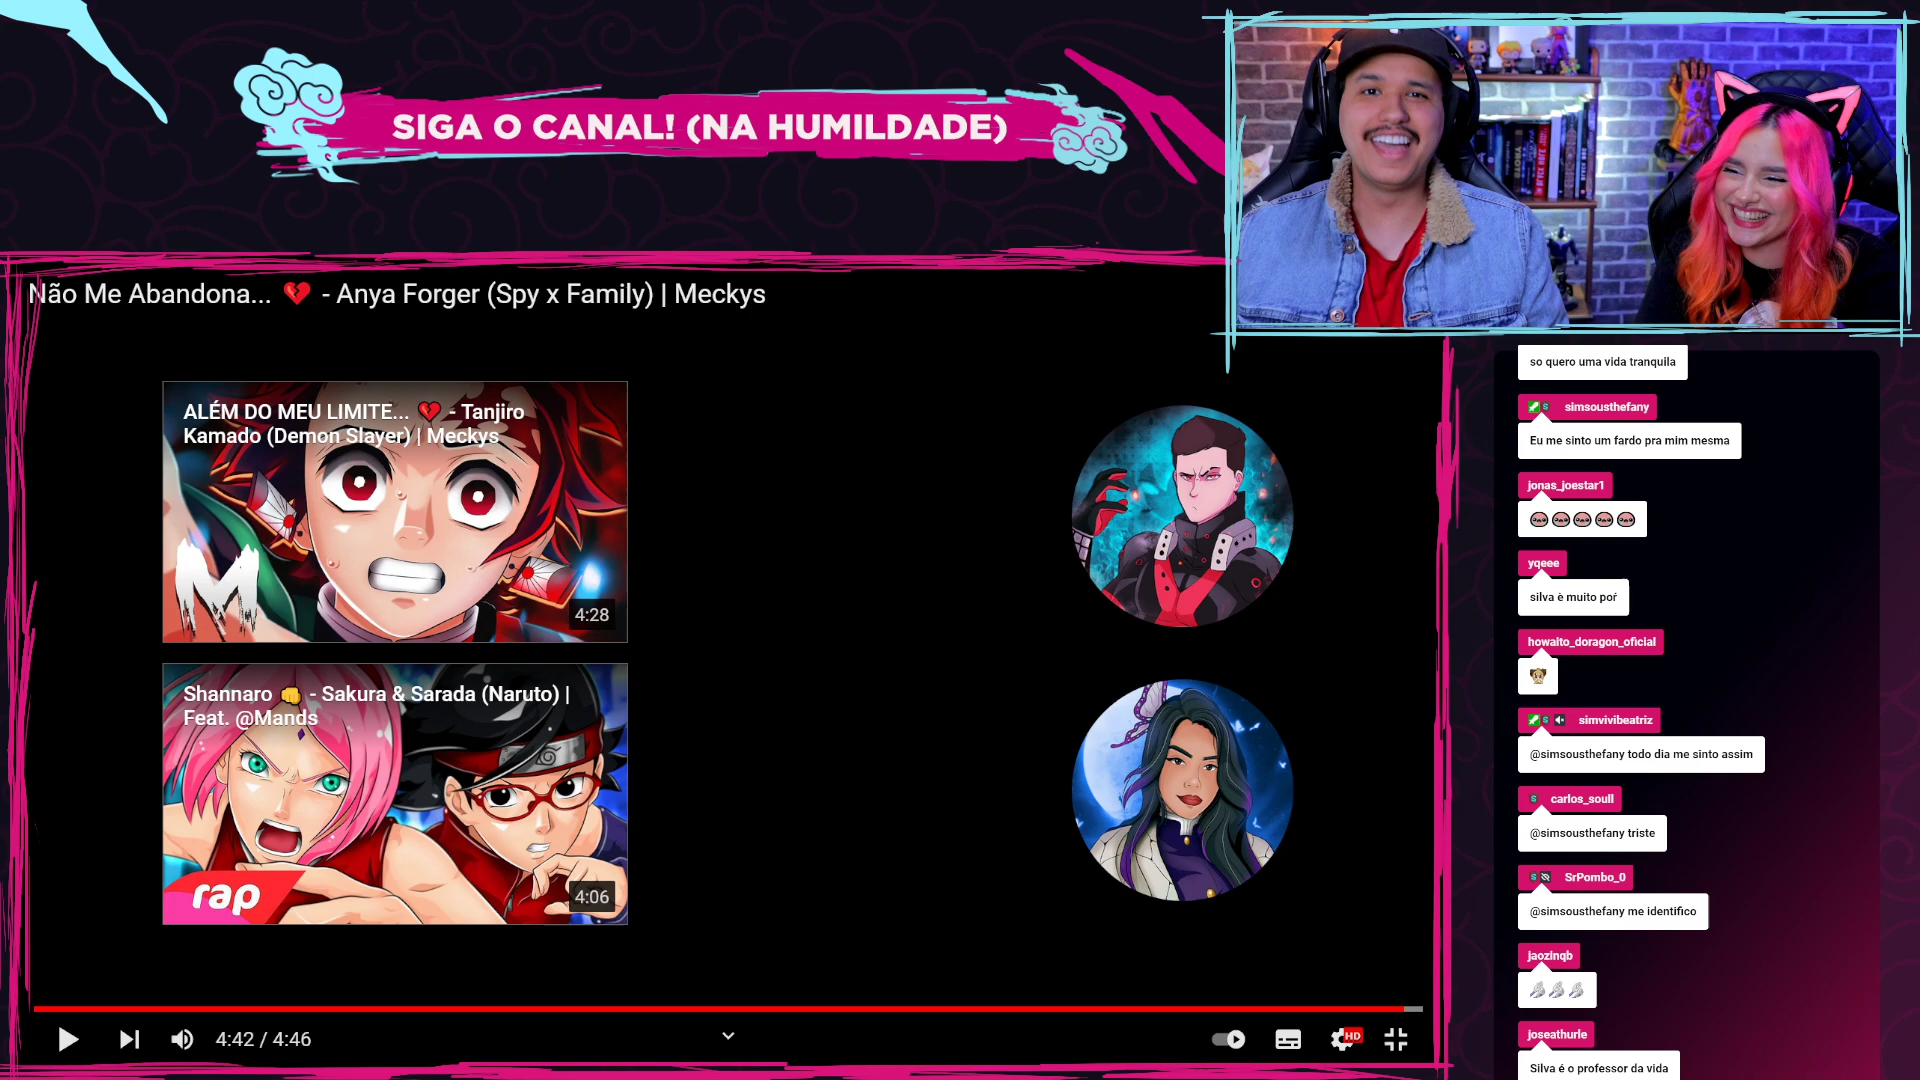 SIGA O CANAL! (NA HUMILDADE)
Não Me Abandona... 💔 - Anya Forger (Spy x Family) | Meckys
ALÉM DO MEU LIMITE... 💔 - Tanjiro
Kamado (Demon Slayer) | Meckys
M
4:28
Shannaro 👊 - Sakura & Sarada (Naruto) |
Feat. @Mands
rap
4:06
4:42 / 4:46
HD
so quero uma vida tranquila
simsousthefany
Eu me sinto um fardo pra mim mesma
jonas_joestar1
yqeee
silva è muito poŕ
howaito_doragon_oficial
simvivibeatriz
@simsousthefany todo dia me sinto assim
carlos_soull
@simsousthefany triste
SrPombo_0
@simsousthefany me identifico
jaozinqb
joseathurle
Silva é o professor da vida